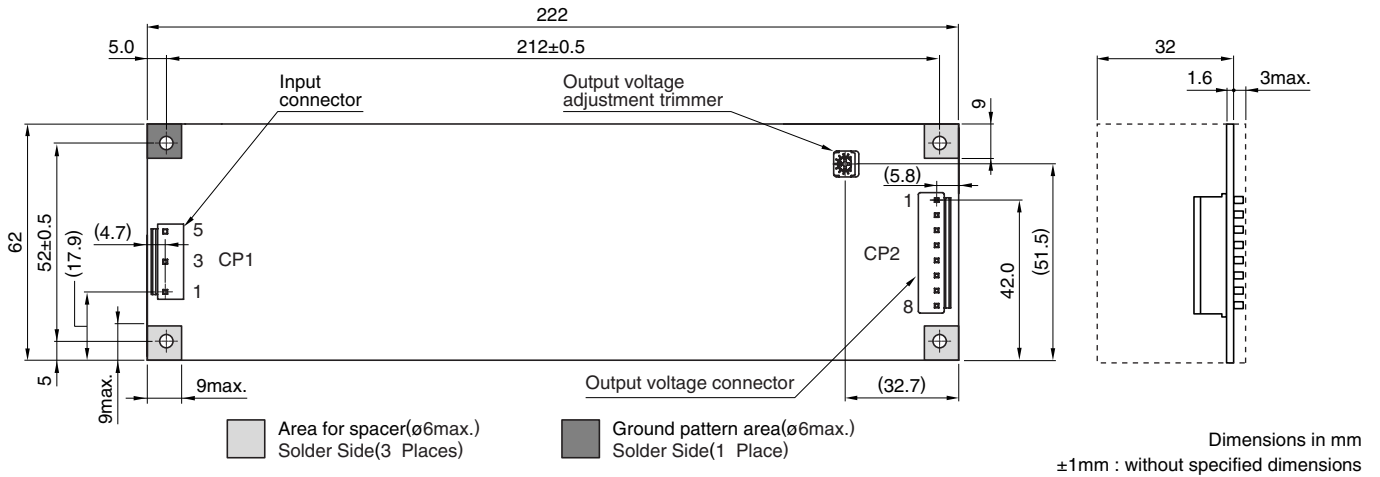 222
5.0
212±0.5
32
Input
connector
Output voltage
adjustment trimmer
9
1.6
3max.
(5.8)
1
5
(4.7)
3 CP1
CP2
1
8
62
52±0.5
(17.9)
42.0
(51.5)
5
9max.
9max.
Output voltage connector
(32.7)
Area for spacer(ø6max.)
Solder Side(3 Places)
Ground pattern area(ø6max.)
Solder Side(1 Place)
Dimensions in mm
±1mm : without specified dimensions